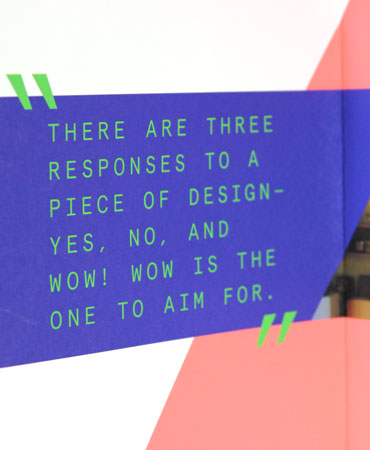 THERE ARE THREE
RESPONSES TO A
PIECE OF DESIGN–
YES, NO, AND
WOW! WOW IS THE
ONE TO AIM FOR.